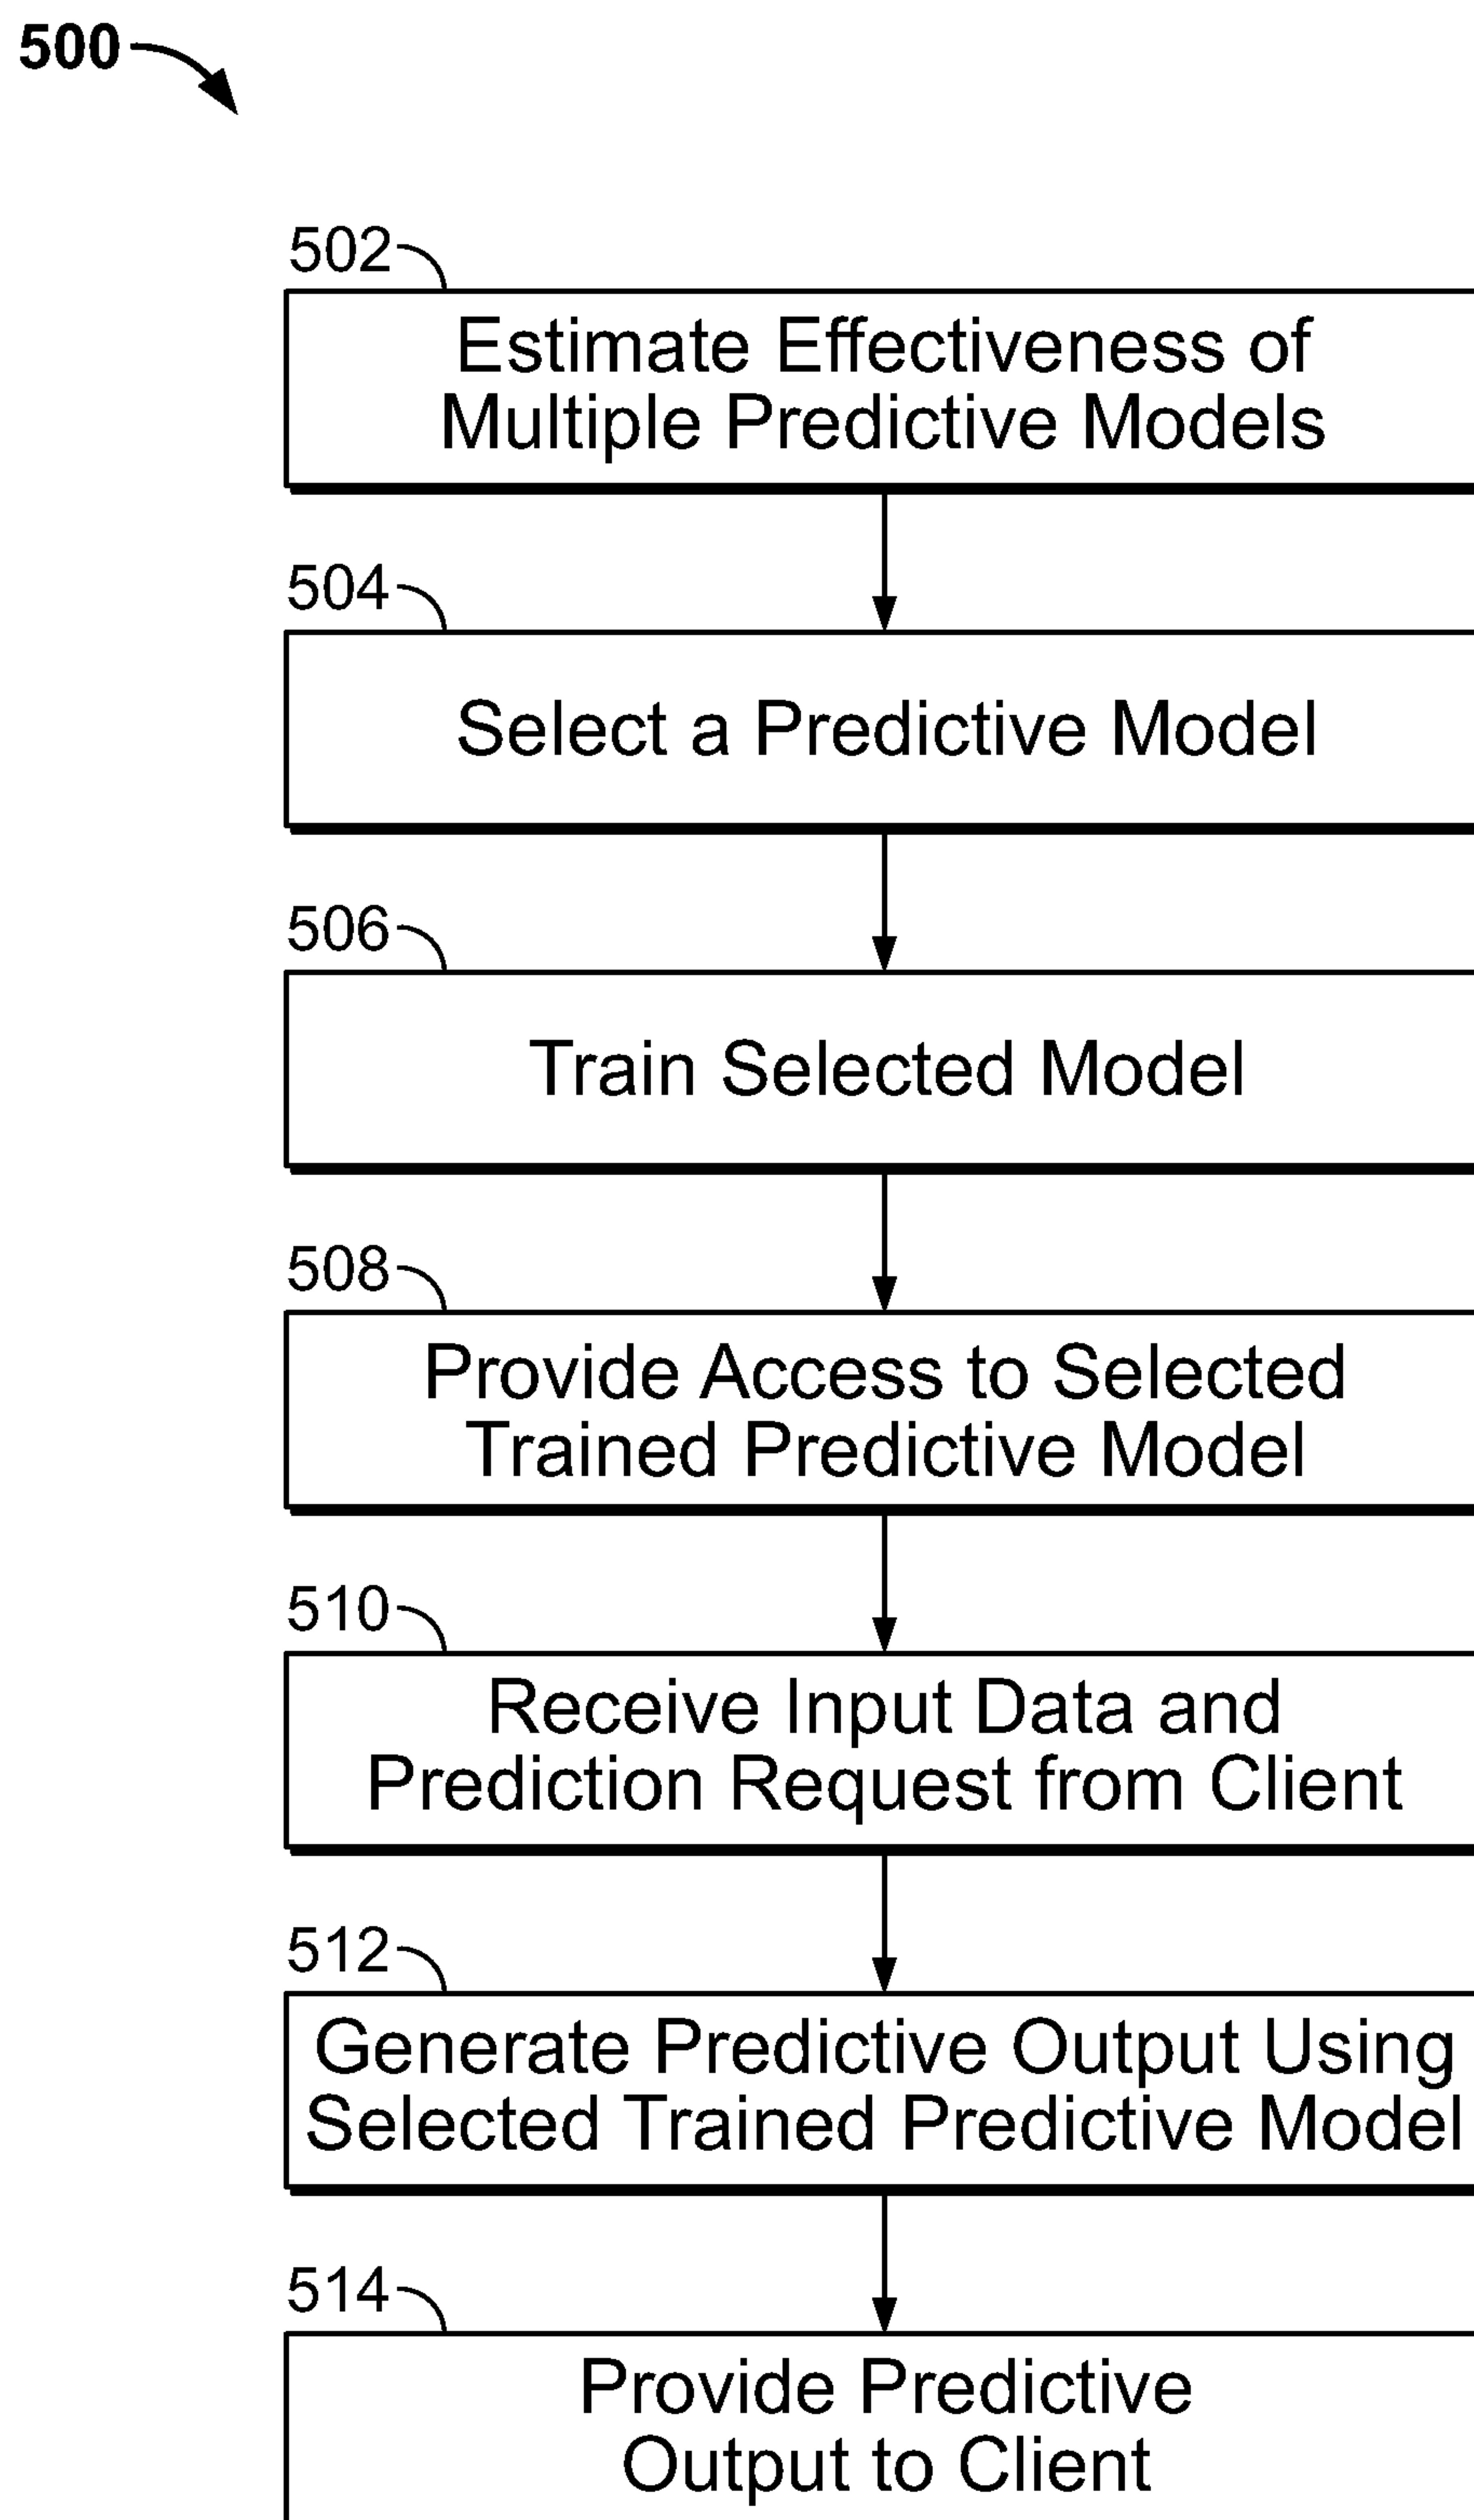 500
502
Estimate Effectiveness of
Multiple Predictive Models
504
Select a Predictive Model
506
Train Selected Model
508
Provide Access to Selected
Trained Predictive Model
510
Receive Input Data and
Prediction Request from Client
512
Generate Predictive Output Using
Selected Trained Predictive Model
514
Provide Predictive
Output to Client